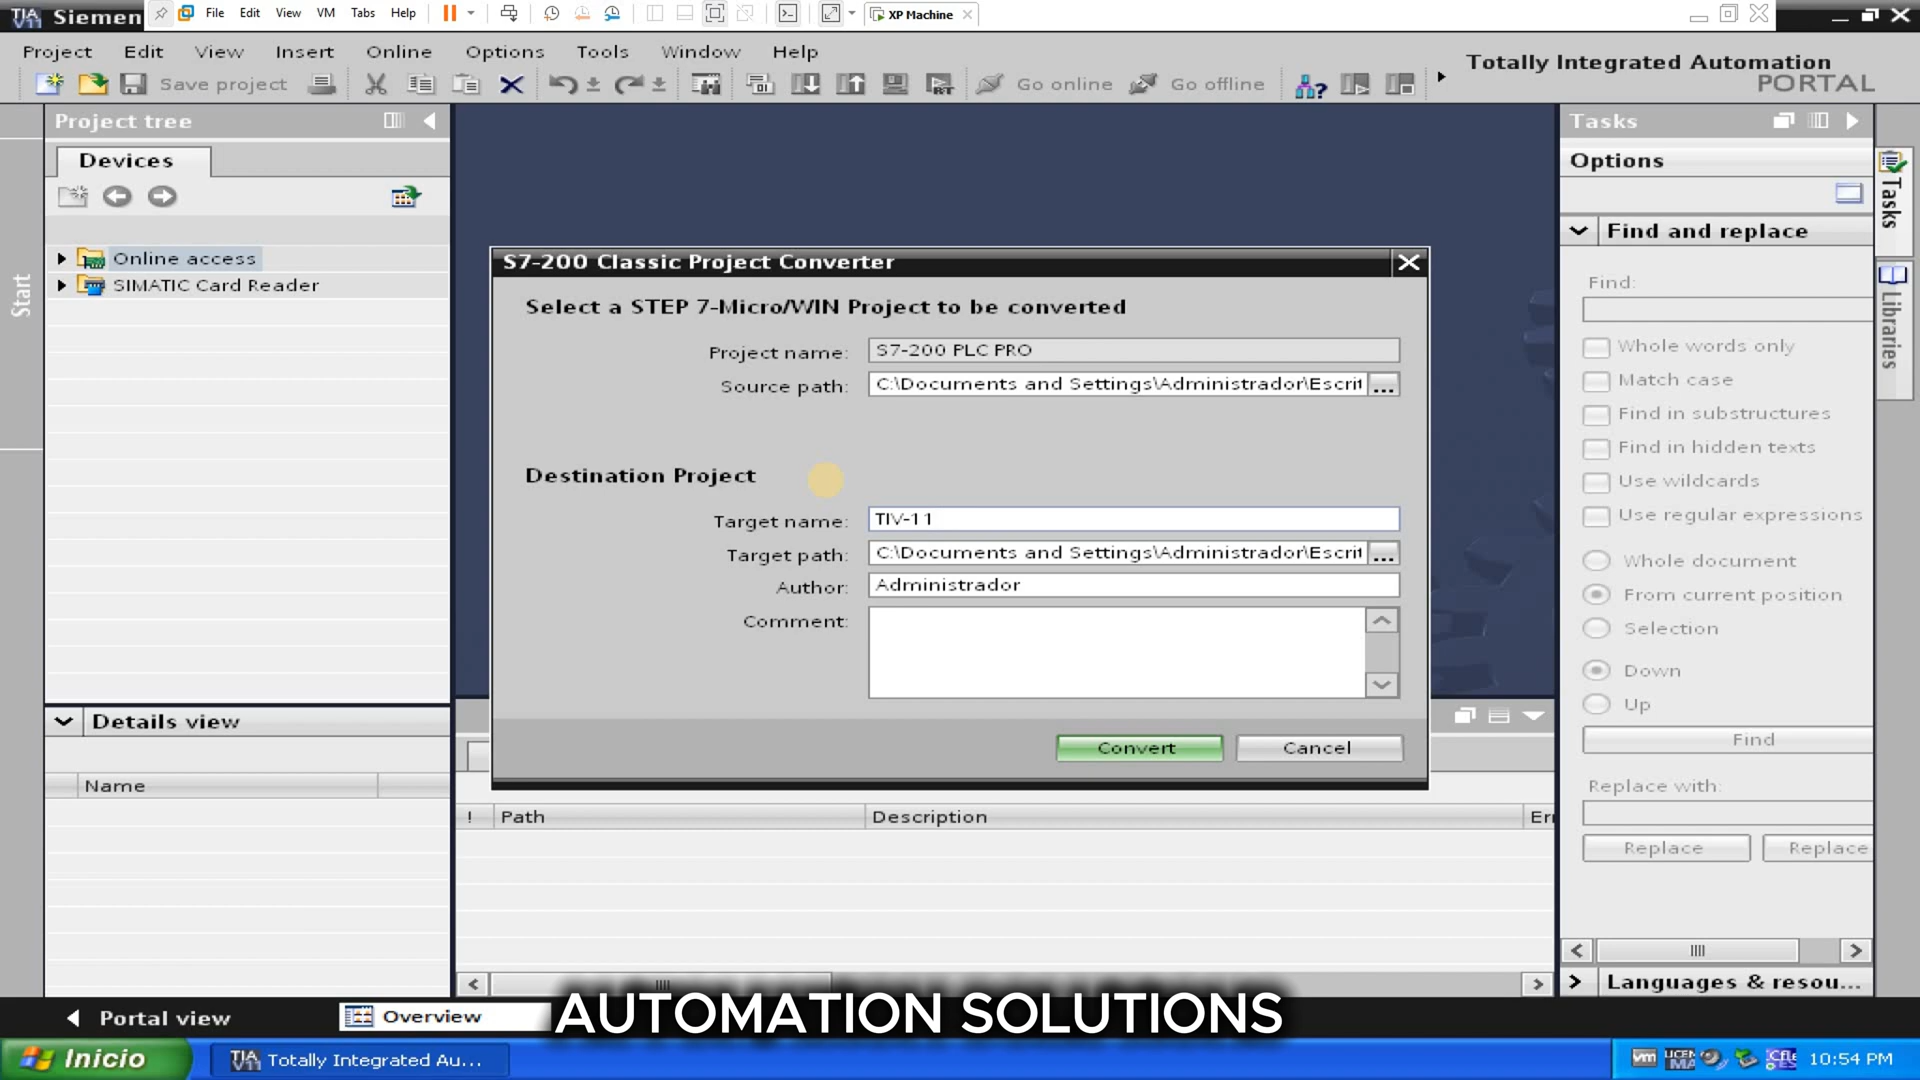 Siemen
File Edit View VM Tabs Help
XP Machine
Project Edit View Insert Online Options Tools Window Help
Totally Integrated Automation
PORTAL
Save project
Go online
Go offline
Project tree
Devices
Online access
SIMATIC Card Reader
Start
Details view
Name
S7-200 Classic Project Converter
Select a STEP 7-Micro/WIN Project to be converted
Project name: S7-200 PLC PRO
Source path: C:\Documents and Settings\Administrador\Escrit ...
Destination Project
Target name: TIV-11
Target path: C:\Documents and Settings\Administrador\Escrit ...
Author: Administrador
Comment:
Convert
Cancel
! Path Description Err
Tasks
Options
Find and replace
Find:
Whole words only
Match case
Find in substructures
Find in hidden texts
Use wildcards
Use regular expressions
Whole document
From current position
Selection
Down
Up
Find
Replace with:
Replace
Replace
Languages & resou...
Tasks
Libraries
Portal view
Overview
AUTOMATION SOLUTIONS
Inicio
TIA V11 Totally Integrated Au...
10:54 PM